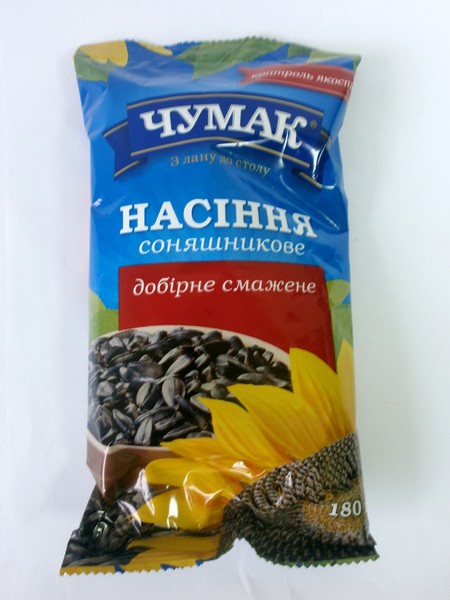 контроль якості
ЧУМАК®
З лану до столу
НАСІННЯ
соняшникове
добірне смажене
180